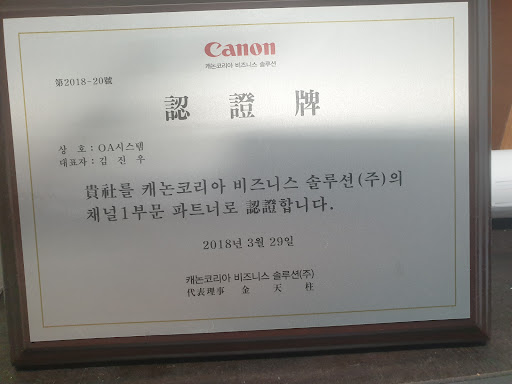 Canon
캐논코리아 비즈니스 솔루션
第2018-20號
認 證 牌
상 호 : OA시스템
대표자 : 김 진 우
貴社를 캐논코리아 비즈니스 솔루션(주)의
채널1부문 파트너로 認證합니다.
2018년 3월 29일
캐논코리아 비즈니스 솔루션(주)
代表理事 金 天 柱